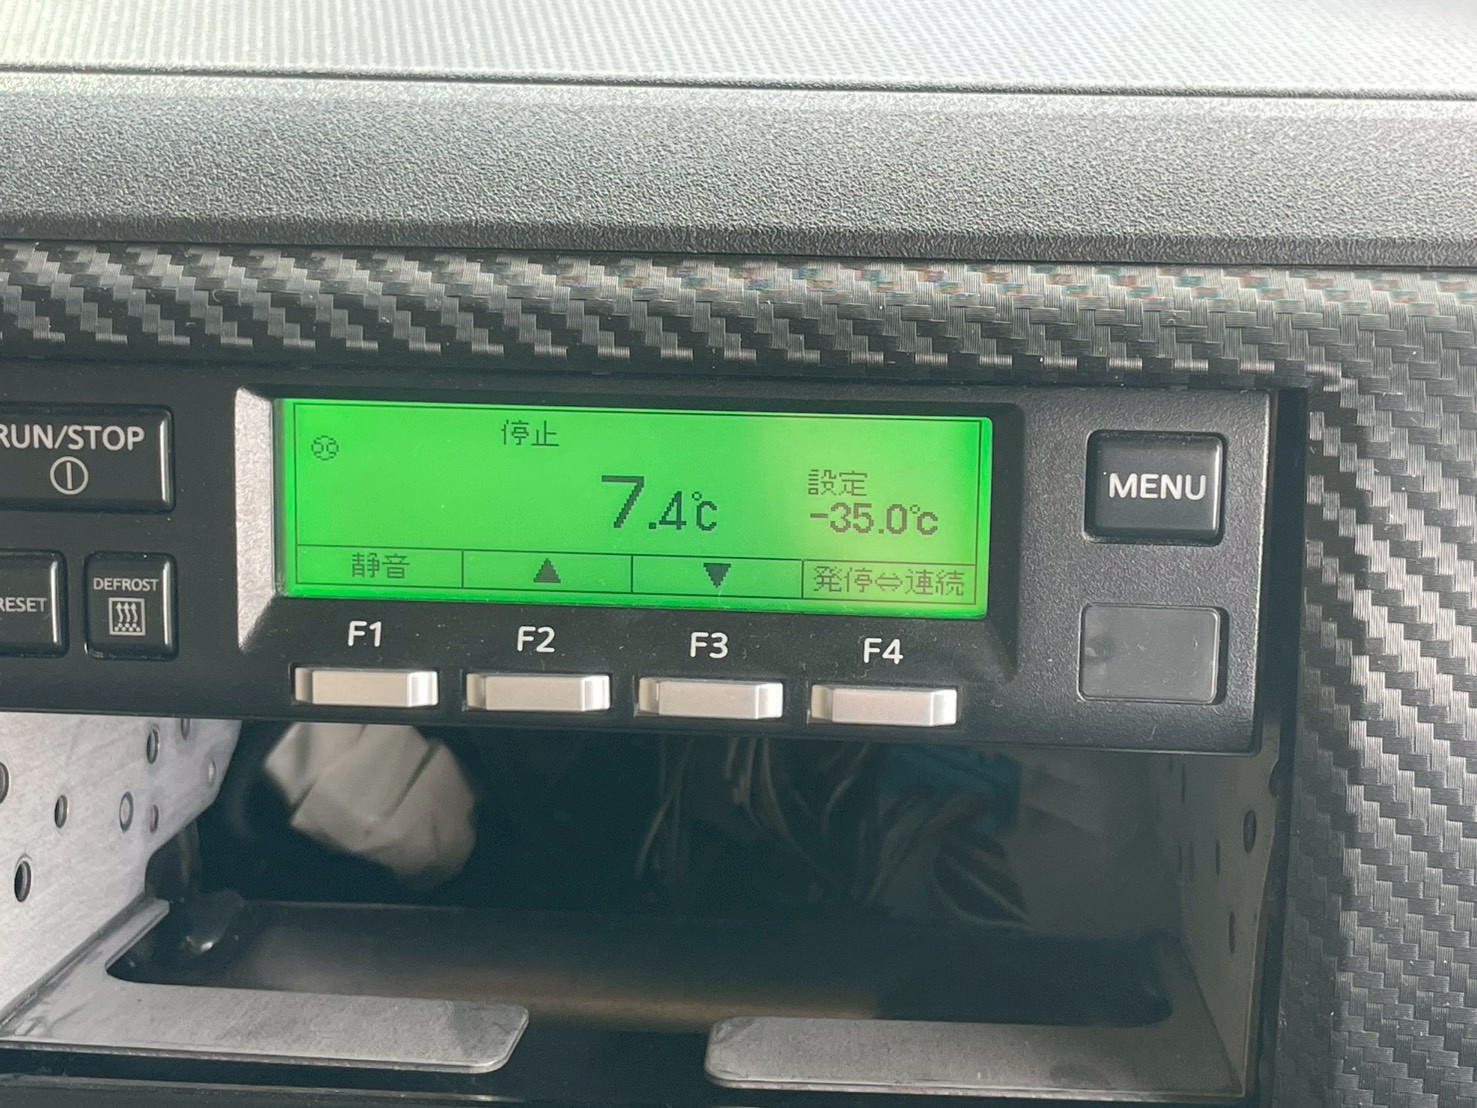 RUN/STOP
RESET
DEFROST
停止
7.4℃
設定
-35.0℃
静音
▲
▼
発停⇔連続
F1
F2
F3
F4
MENU